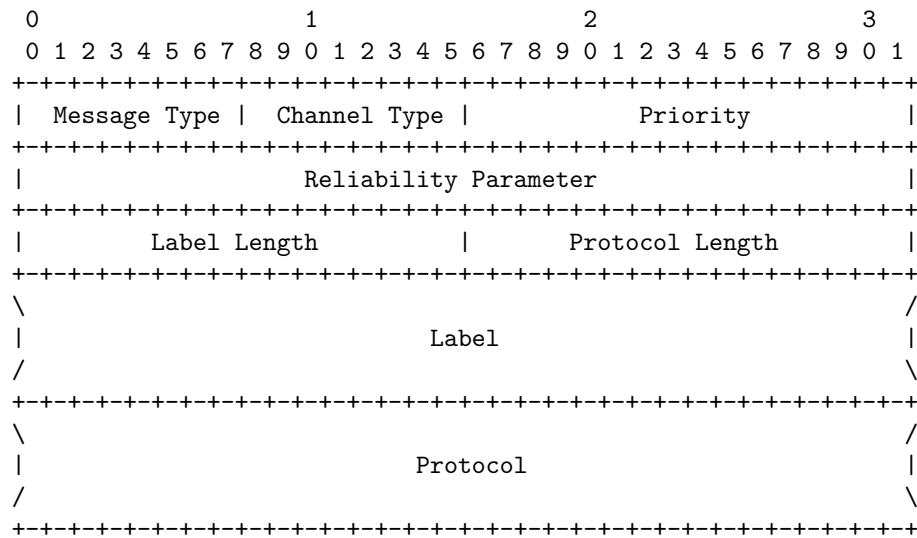 0                   1                   2                   3
 0 1 2 3 4 5 6 7 8 9 0 1 2 3 4 5 6 7 8 9 0 1 2 3 4 5 6 7 8 9 0 1
+-+-+-+-+-+-+-+-+-+-+-+-+-+-+-+-+-+-+-+-+-+-+-+-+-+-+-+-+-+-+-+-+
|  Message Type |  Channel Type |            Priority           |
+-+-+-+-+-+-+-+-+-+-+-+-+-+-+-+-+-+-+-+-+-+-+-+-+-+-+-+-+-+-+-+-+
|                    Reliability Parameter                      |
+-+-+-+-+-+-+-+-+-+-+-+-+-+-+-+-+-+-+-+-+-+-+-+-+-+-+-+-+-+-+-+-+
|         Label Length          |       Protocol Length         |
+-+-+-+-+-+-+-+-+-+-+-+-+-+-+-+-+-+-+-+-+-+-+-+-+-+-+-+-+-+-+-+-+
\                                                               /
|                             Label                             |
/                                                               \
+-+-+-+-+-+-+-+-+-+-+-+-+-+-+-+-+-+-+-+-+-+-+-+-+-+-+-+-+-+-+-+-+
\                                                               /
|                            Protocol                           |
/                                                               \
+-+-+-+-+-+-+-+-+-+-+-+-+-+-+-+-+-+-+-+-+-+-+-+-+-+-+-+-+-+-+-+-+